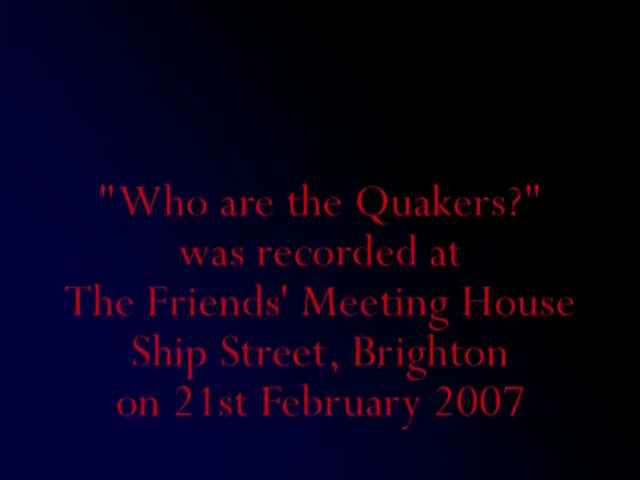 "Who are the Quakers?"
was recorded at
The Friends' Meeting House
Ship Street, Brighton
on 21st February 2007